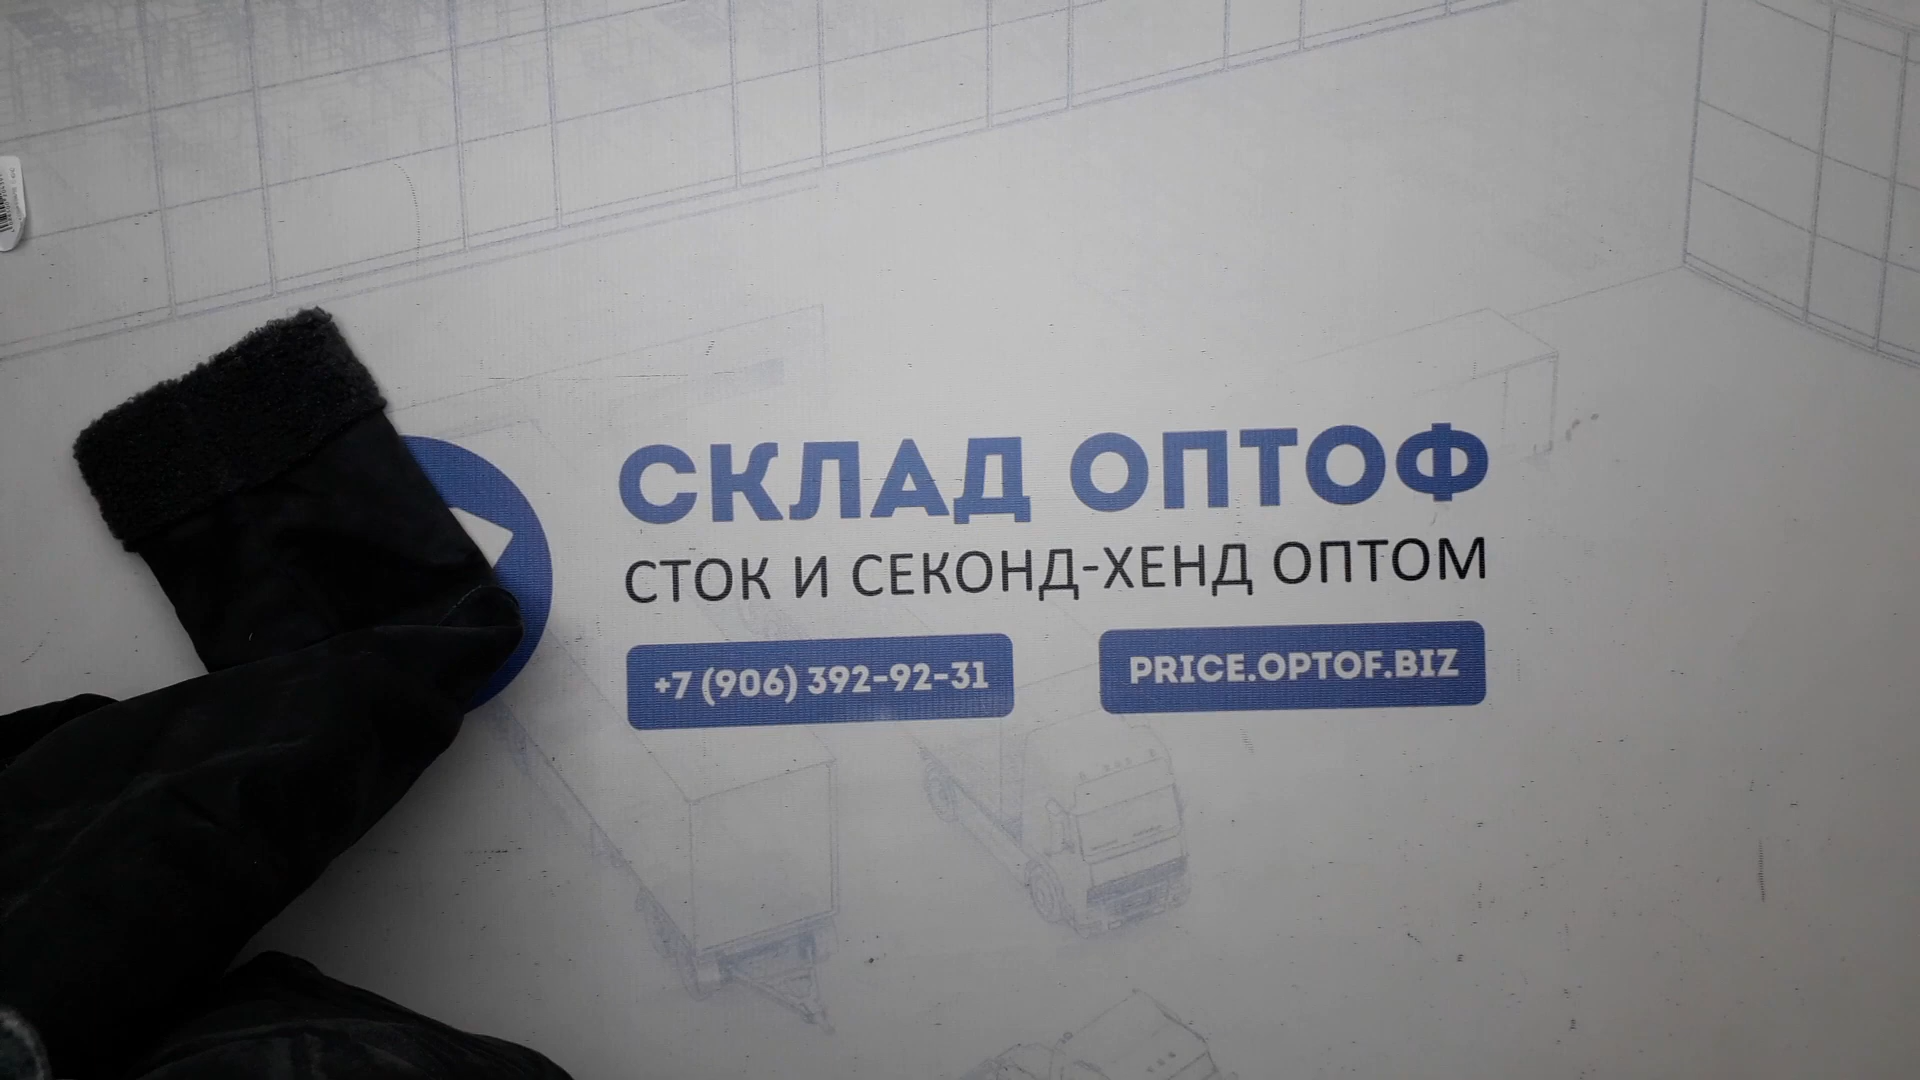 СКЛАД ОПТОФ
СТОК И СЕКОНД-ХЕНД ОПТОМ
+7 (906) 392-92-31
PRICE.OPTOF.BIZ